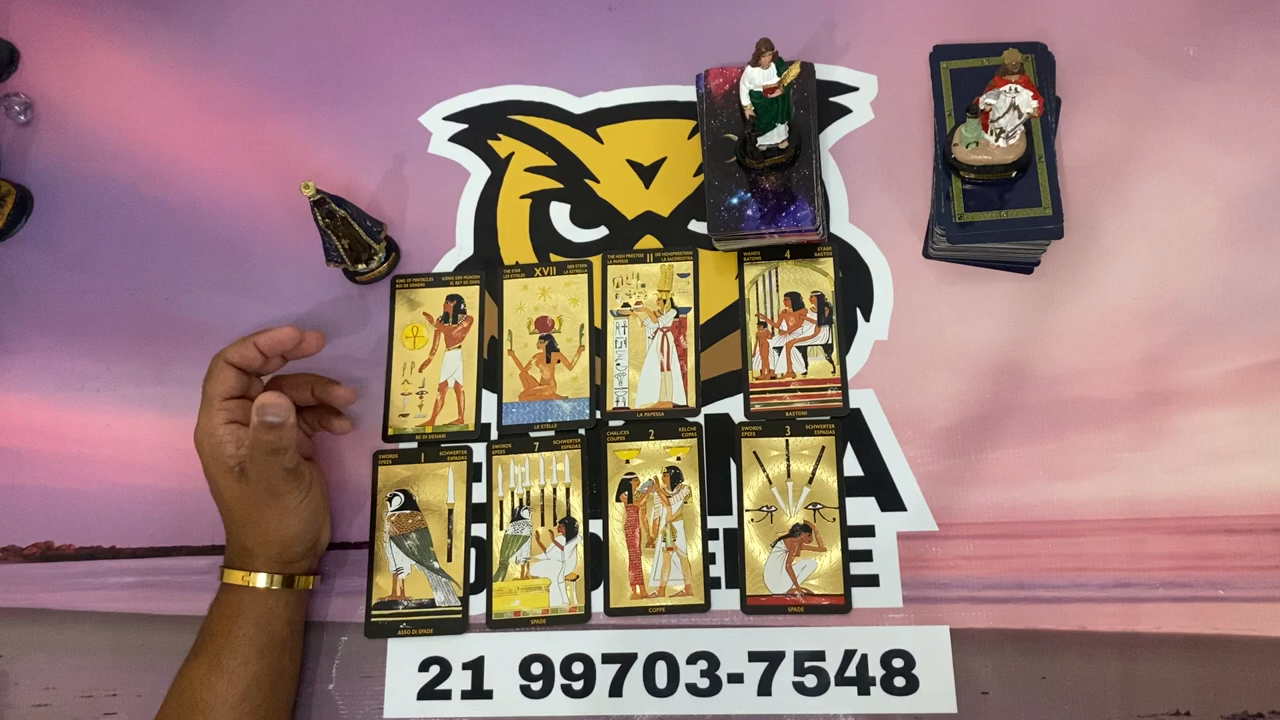 KING OF PENTACLES KÖNIG DER MÜNZEN
ROI DE DENIERS EL REY DE OROS
RE DI DENARI
THE STAR XVII DER STERN
LES ETOILES LA ESTRELLA
LE STELLE
THE HIGH PRIESTESS II DIE HOHEPRIESTERIN
LA PAPESSE LA SACERDOTISA
LA PAPESSA
WANDS 4 STÄBE
BATONS BASTOS
BASTONI
SWORDS 1 SCHWERTER
EPEES ESPADAS
ASSO DI SPADE
SWORDS 7 SCHWERTER
EPEES ESPADAS
SPADE
CHALICES 2 KELCHE
COUPES COPAS
COPPE
SWORDS 3 SCHWERTER
EPEES ESPADAS
SPADE
21 99703-7548